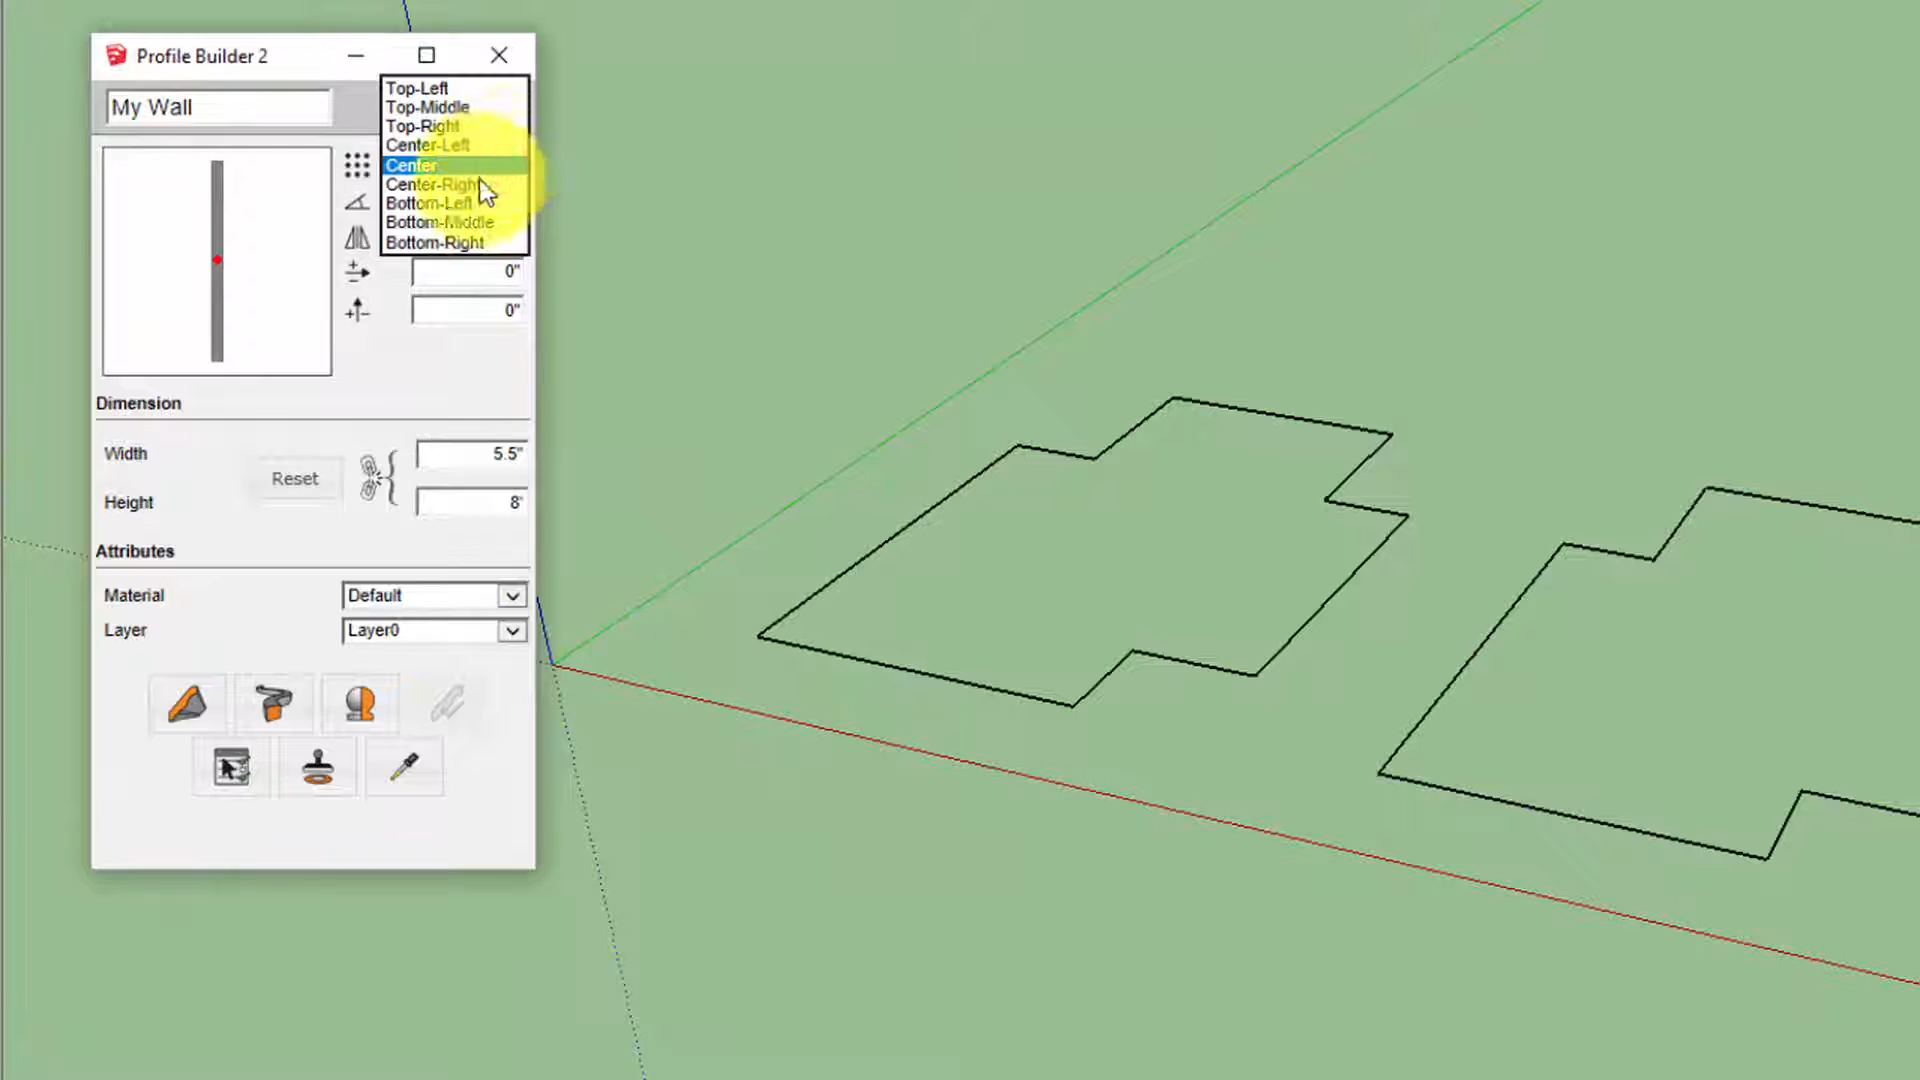 Profile Builder 2
My Wall
Top-Left
Top-Middle
Top-Right
Center-Left
Center
Center-Right
Bottom-Left
Bottom-Middle
Bottom-Right
0"
0"
Dimension
Width
5.5"
Reset
Height
8'
Attributes
Material
Default
Layer
Layer0